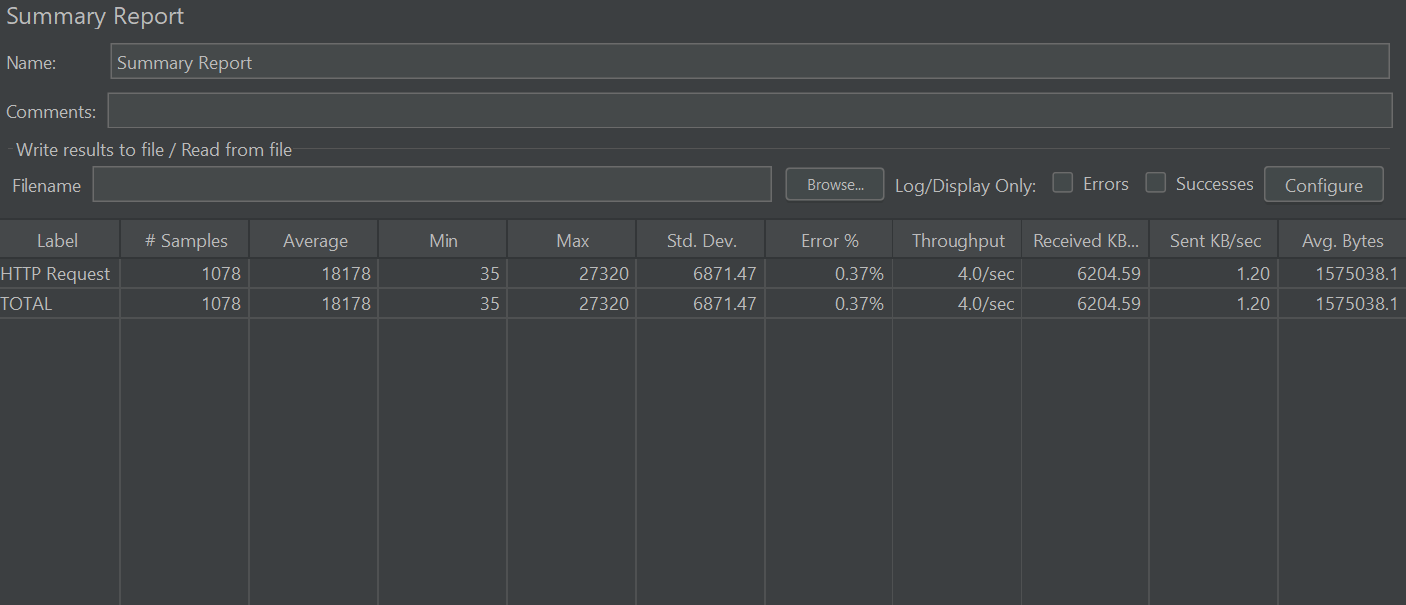 Summary Report
Name: Summary Report
Comments:
Write results to file / Read from file
Filename Browse... Log/Display Only: Errors Successes Configure
Label # Samples Average Min Max Std. Dev. Error % Throughput Received KB... Sent KB/sec Avg. Bytes
HTTP Request 1078 18178 35 27320 6871.47 0.37% 4.0/sec 6204.59 1.20 1575038.1
TOTAL 1078 18178 35 27320 6871.47 0.37% 4.0/sec 6204.59 1.20 1575038.1